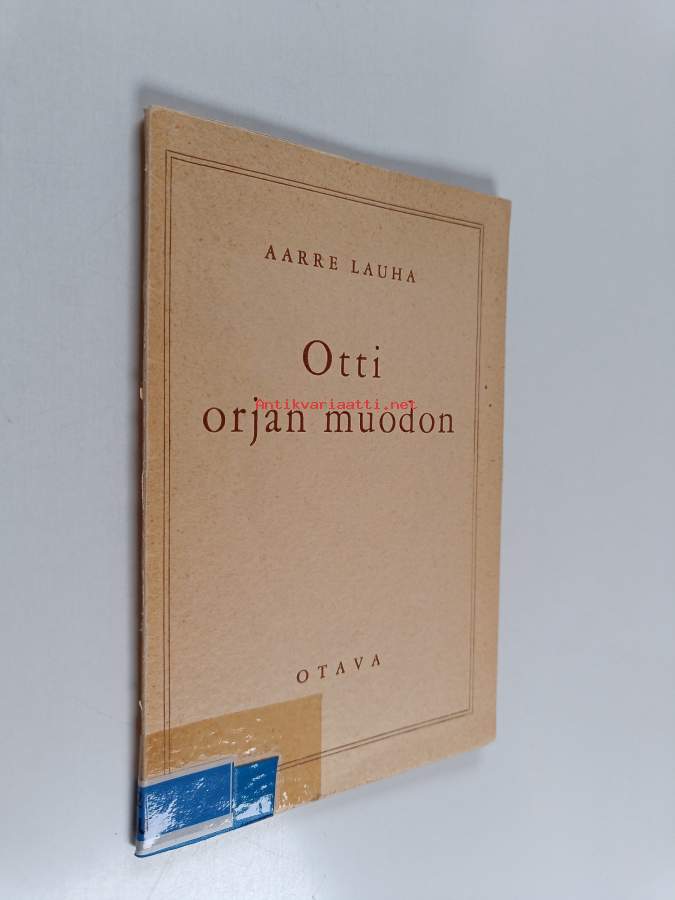 AARRE LAUHA
Otti
Antikvariaatti.net
orjan muodon
OTAVA